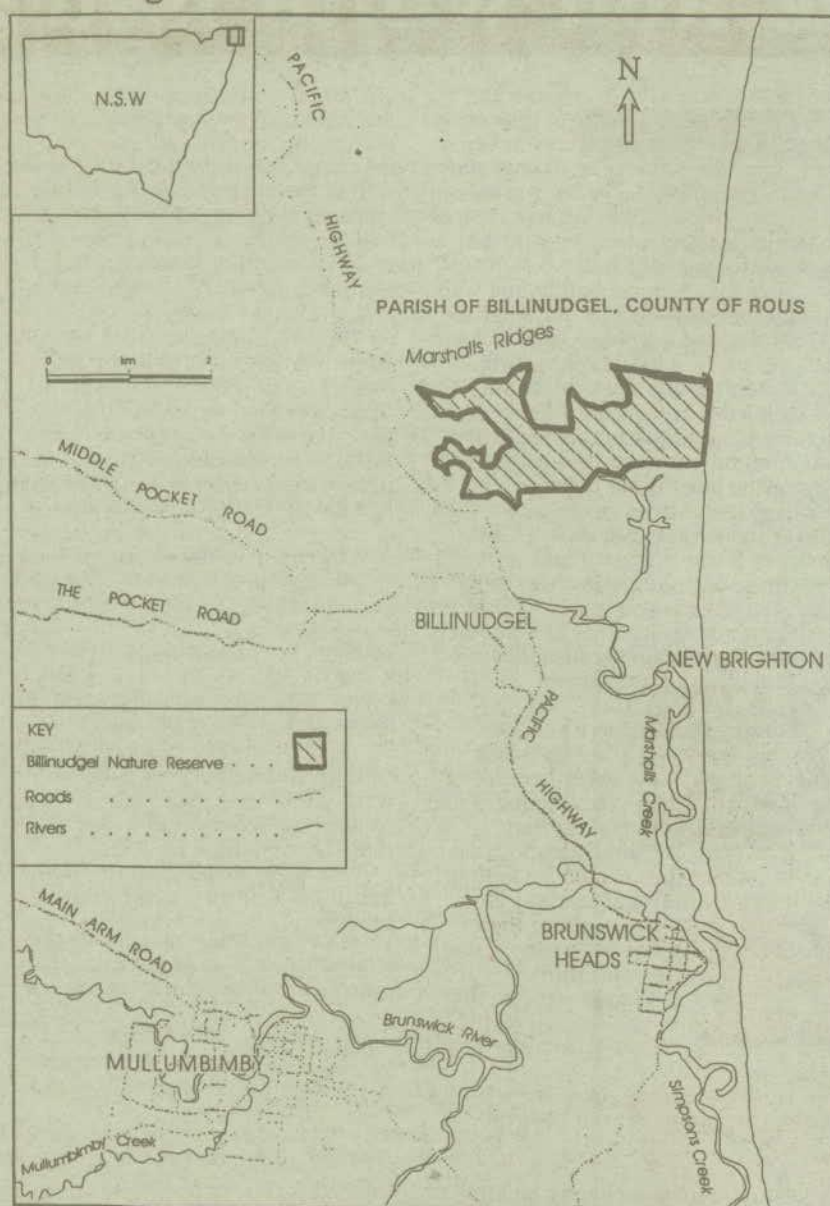 N.S.W
PACIFIC
HIGHWAY
N
PARISH OF BILLINUDGEL, COUNTY OF ROUS
Marshalls Ridges
0 km 2
MIDDLE POCKET ROAD
THE POCKET ROAD
BILLINUDGEL
NEW BRIGHTON
PACIFIC
HIGHWAY
Marshalls Creek
KEY
Billinudgel Nature Reserve . . .
Roads . . . . . . . . . . .
Rivers . . . . . . . . . . .
MAIN ARM ROAD
BRUNSWICK
HEADS
Brunswick River
MULLUMBIMBY
Mullumbimby Creek
Simpsons Creek